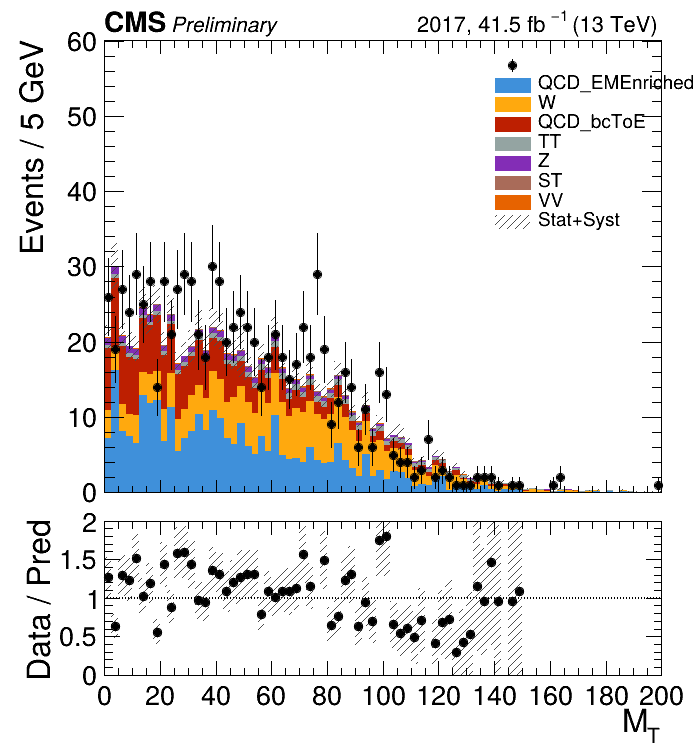 CMS Preliminary 2017, 41.5 fb⁻¹ (13 TeV)
Events / 5 GeV
60
50
40
30
20
10
0
QCD_EMEnriched
W
QCD_bcToE
TT
Z
ST
VV
Stat+Syst
Data / Pred
2
1.5
1
0.5
0
0 20 40 60 80 100 120 140 160 180 200
M_T